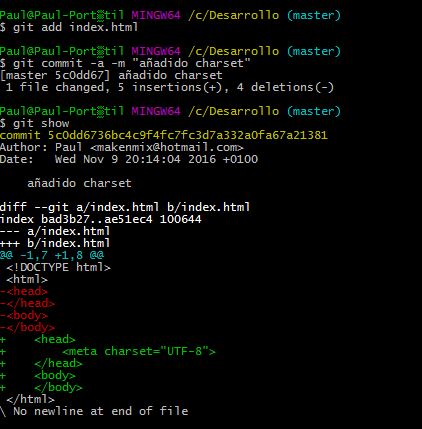 Paul@Paul-Port▒til MINGW64 /c/Desarrollo (master)
$ git add index.html
Paul@Paul-Port▒til MINGW64 /c/Desarrollo (master)
$ git commit -a -m "añadido charset"
[master 5c0dd67] añadido charset
 1 file changed, 5 insertions(+), 4 deletions(-)
Paul@Paul-Port▒til MINGW64 /c/Desarrollo (master)
$ git show
commit 5c0dd6736bc4c9f4fc7fc3d7a332a0fa67a21381
Author: Paul <makenmix@hotmail.com>
Date:   Wed Nov 9 20:14:04 2016 +0100
    añadido charset
diff --git a/index.html b/index.html
index bad3b27..ae51ec4 100644
--- a/index.html
+++ b/index.html
@@ -1,7 +1,8 @@
 <!DOCTYPE html>
 <html>
-<head>
-</head>
-<body>
-</body>
+    <head>
+        <meta charset="UTF-8">
+    </head>
+    <body>
+    </body>
 </html>
\ No newline at end of file